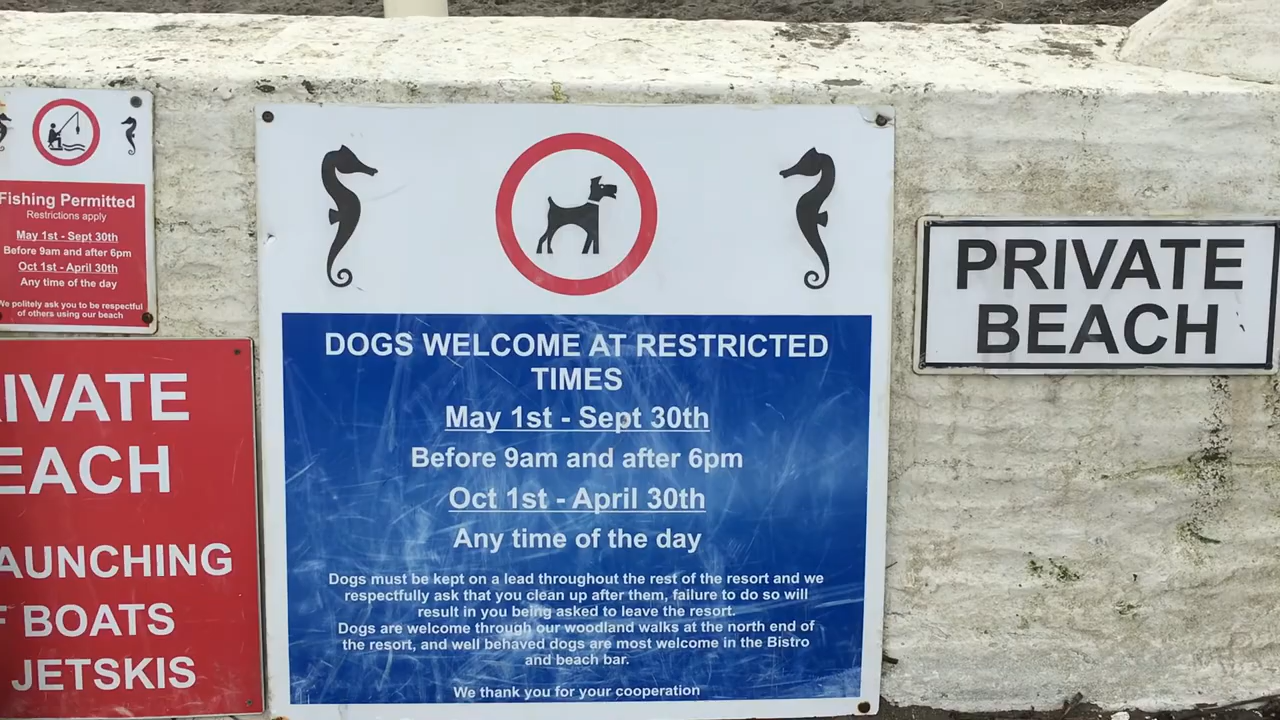 Fishing Permitted
Restrictions apply
May 1st - Sept 30th
Before 9am and after 6pm
Oct 1st - April 30th
Any time of the day
We politely ask you to be respectful
of others using our beach
DOGS WELCOME AT RESTRICTED
TIMES
May 1st - Sept 30th
Before 9am and after 6pm
Oct 1st - April 30th
Any time of the day
Dogs must be kept on a lead throughout the rest of the resort and we
respectfully ask that you clean up after them, failure to do so will
result in you being asked to leave the resort.
Dogs are welcome through our woodland walks at the north end of
the resort, and well behaved dogs are most welcome in the Bistro
and beach bar.
We thank you for your cooperation
PRIVATE
BEACH
PRIVATE
BEACH
LAUNCHING
BOATS
JETSKIS